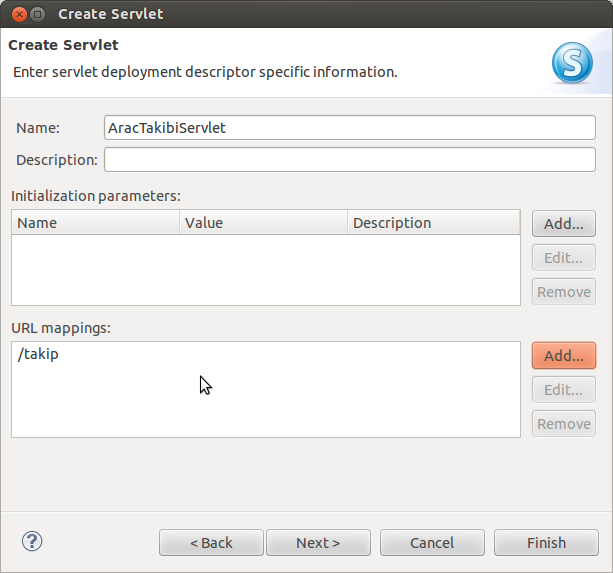 Create Servlet
Create Servlet
Enter servlet deployment descriptor specific information.
S
Name: AracTakibiServlet
Description:
Initialization parameters:
Name Value Description
Add...
Edit...
Remove
URL mappings:
/takip
Add...
Edit...
Remove
? < Back Next > Cancel Finish